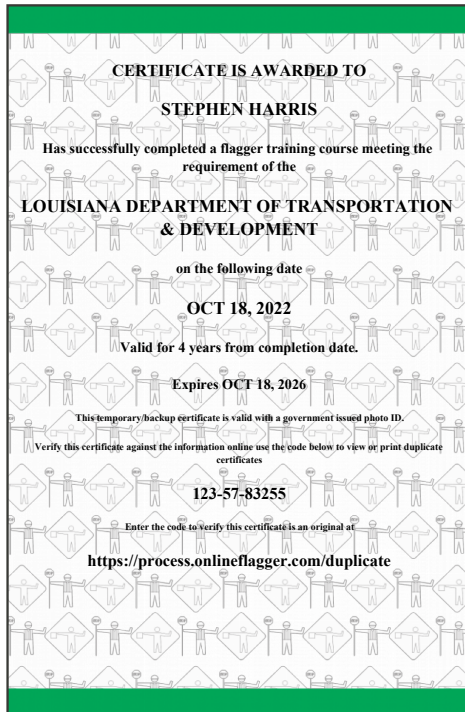 CERTIFICATE IS AWARDED TO
STEPHEN HARRIS
Has successfully completed a flagger training course meeting the
requirement of the
LOUISIANA DEPARTMENT OF TRANSPORTATION
& DEVELOPMENT
on the following date
OCT 18, 2022
Valid for 4 years from completion date.
Expires OCT 18, 2026
This temporary/backup certificate is valid with a government issued photo ID.
Verify this certificate against the information online use the code below to view or print duplicate
certificates
123-57-83255
Enter the code to verify this certificate is an original at
https://process.onlineflagger.com/duplicate